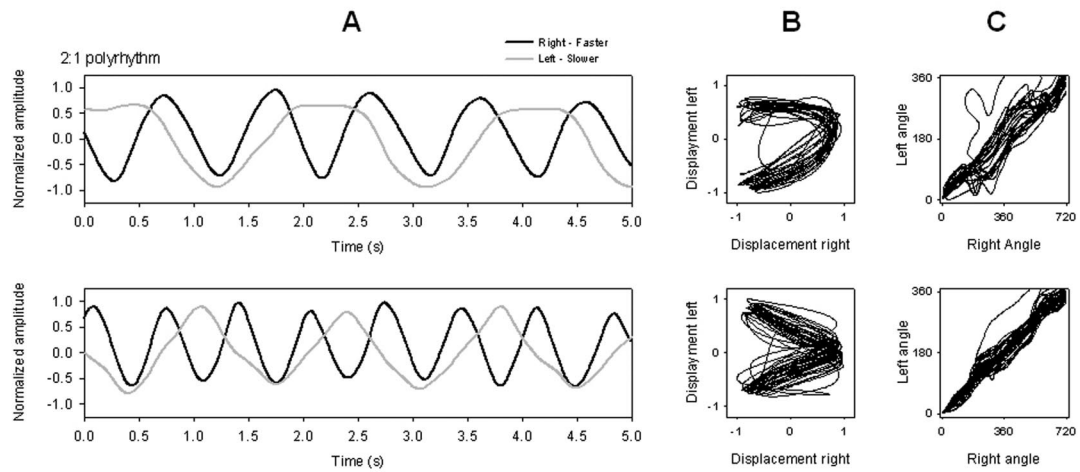 A
B
C
2:1 polyrhythm
Right - Faster
Left - Slower
Normalized amplitude
1.0
0.5
0.0
-0.5
-1.0
0.0 0.5 1.0 1.5 2.0 2.5 3.0 3.5 4.0 4.5 5.0
Time (s)
Displayment left
1
0
-1
-1 0 1
Displacement right
Left angle
360
180
0
0 360 720
Right Angle
Normalized amplitude
1.0
0.5
0.0
-0.5
-1.0
0.0 0.5 1.0 1.5 2.0 2.5 3.0 3.5 4.0 4.5 5.0
Time (s)
Displayment left
1
0
-1
-1 0 1
Displacement right
Left angle
360
180
0
0 360 720
Right angle